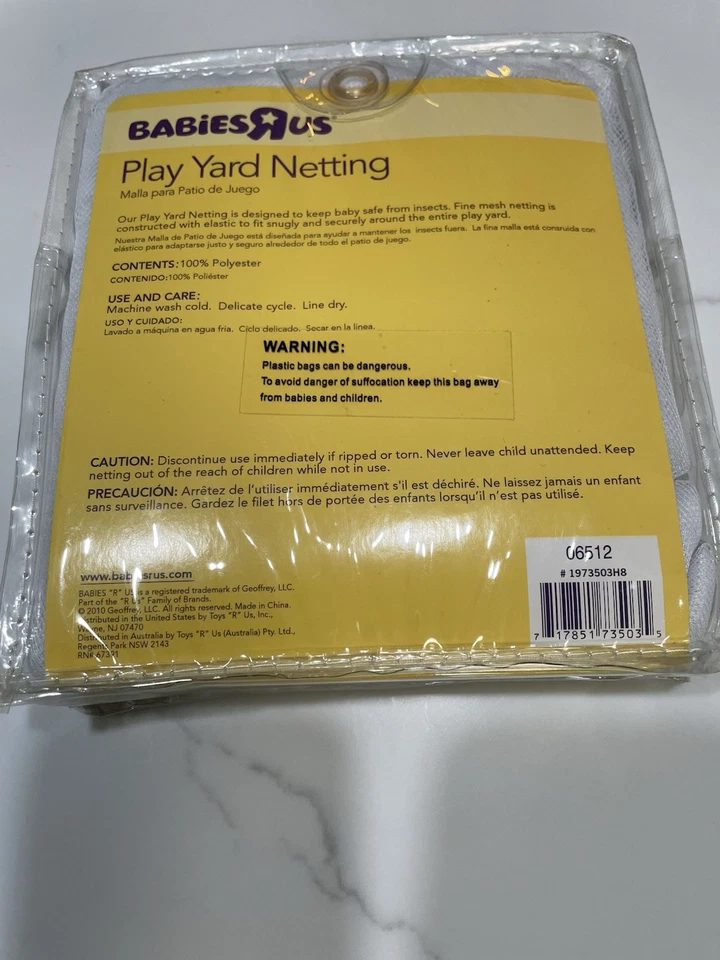 BABiESRUS
Play Yard Netting
Malla para Patio de Juego
Our Play Yard Netting is designed to keep baby safe from insects. Fine mesh netting is
constructed with elastic to fit snugly and securely around the entire play yard.
Nuestra Malla de Patio de Juego está diseñada para ayudar a mantener los insects fuera. La fina malla está consruida con
elástico para adaptarse justo y seguro alrededor de todo el patio de juego.
CONTENTS: 100% Polyester
CONTENIDO: 100% Poliéster
USE AND CARE:
Machine wash cold. Delicate cycle. Line dry.
USO Y CUIDADO:
Lavado a máquina en agua fria. Ciclo delicado. Secar en la linea.
WARNING:
Plastic bags can be dangerous.
To avoid danger of suffocation keep this bag away
from babies and children.
CAUTION: Discontinue use immediately if ripped or torn. Never leave child unattended. Keep
netting out of the reach of children while not in use.
PRECAUCIÓN: Arrêtez de l'utiliser immédiatement s'il est déchiré. Ne laissez jamais un enfant
sans surveillance. Gardez le filet hors de portée des enfants lorsqu'il n'est pas utilisé.
www.babiesrus.com
BABIES "R" US is a registered trademark of Geoffrey, LLC.
Part of the "R Us" Family of Brands.
© 2010 Geoffrey, LLC. All rights reserved. Made in China.
Distributed in the United States by Toys "R" Us, Inc.,
Wayne, NJ 07470
Distributed in Australia by Toys "R" Us (Australia) Pty. Ltd.,
Regents Park NSW 2143
RN# 67391
06512
# 1973503H8
7 17851 73503 5